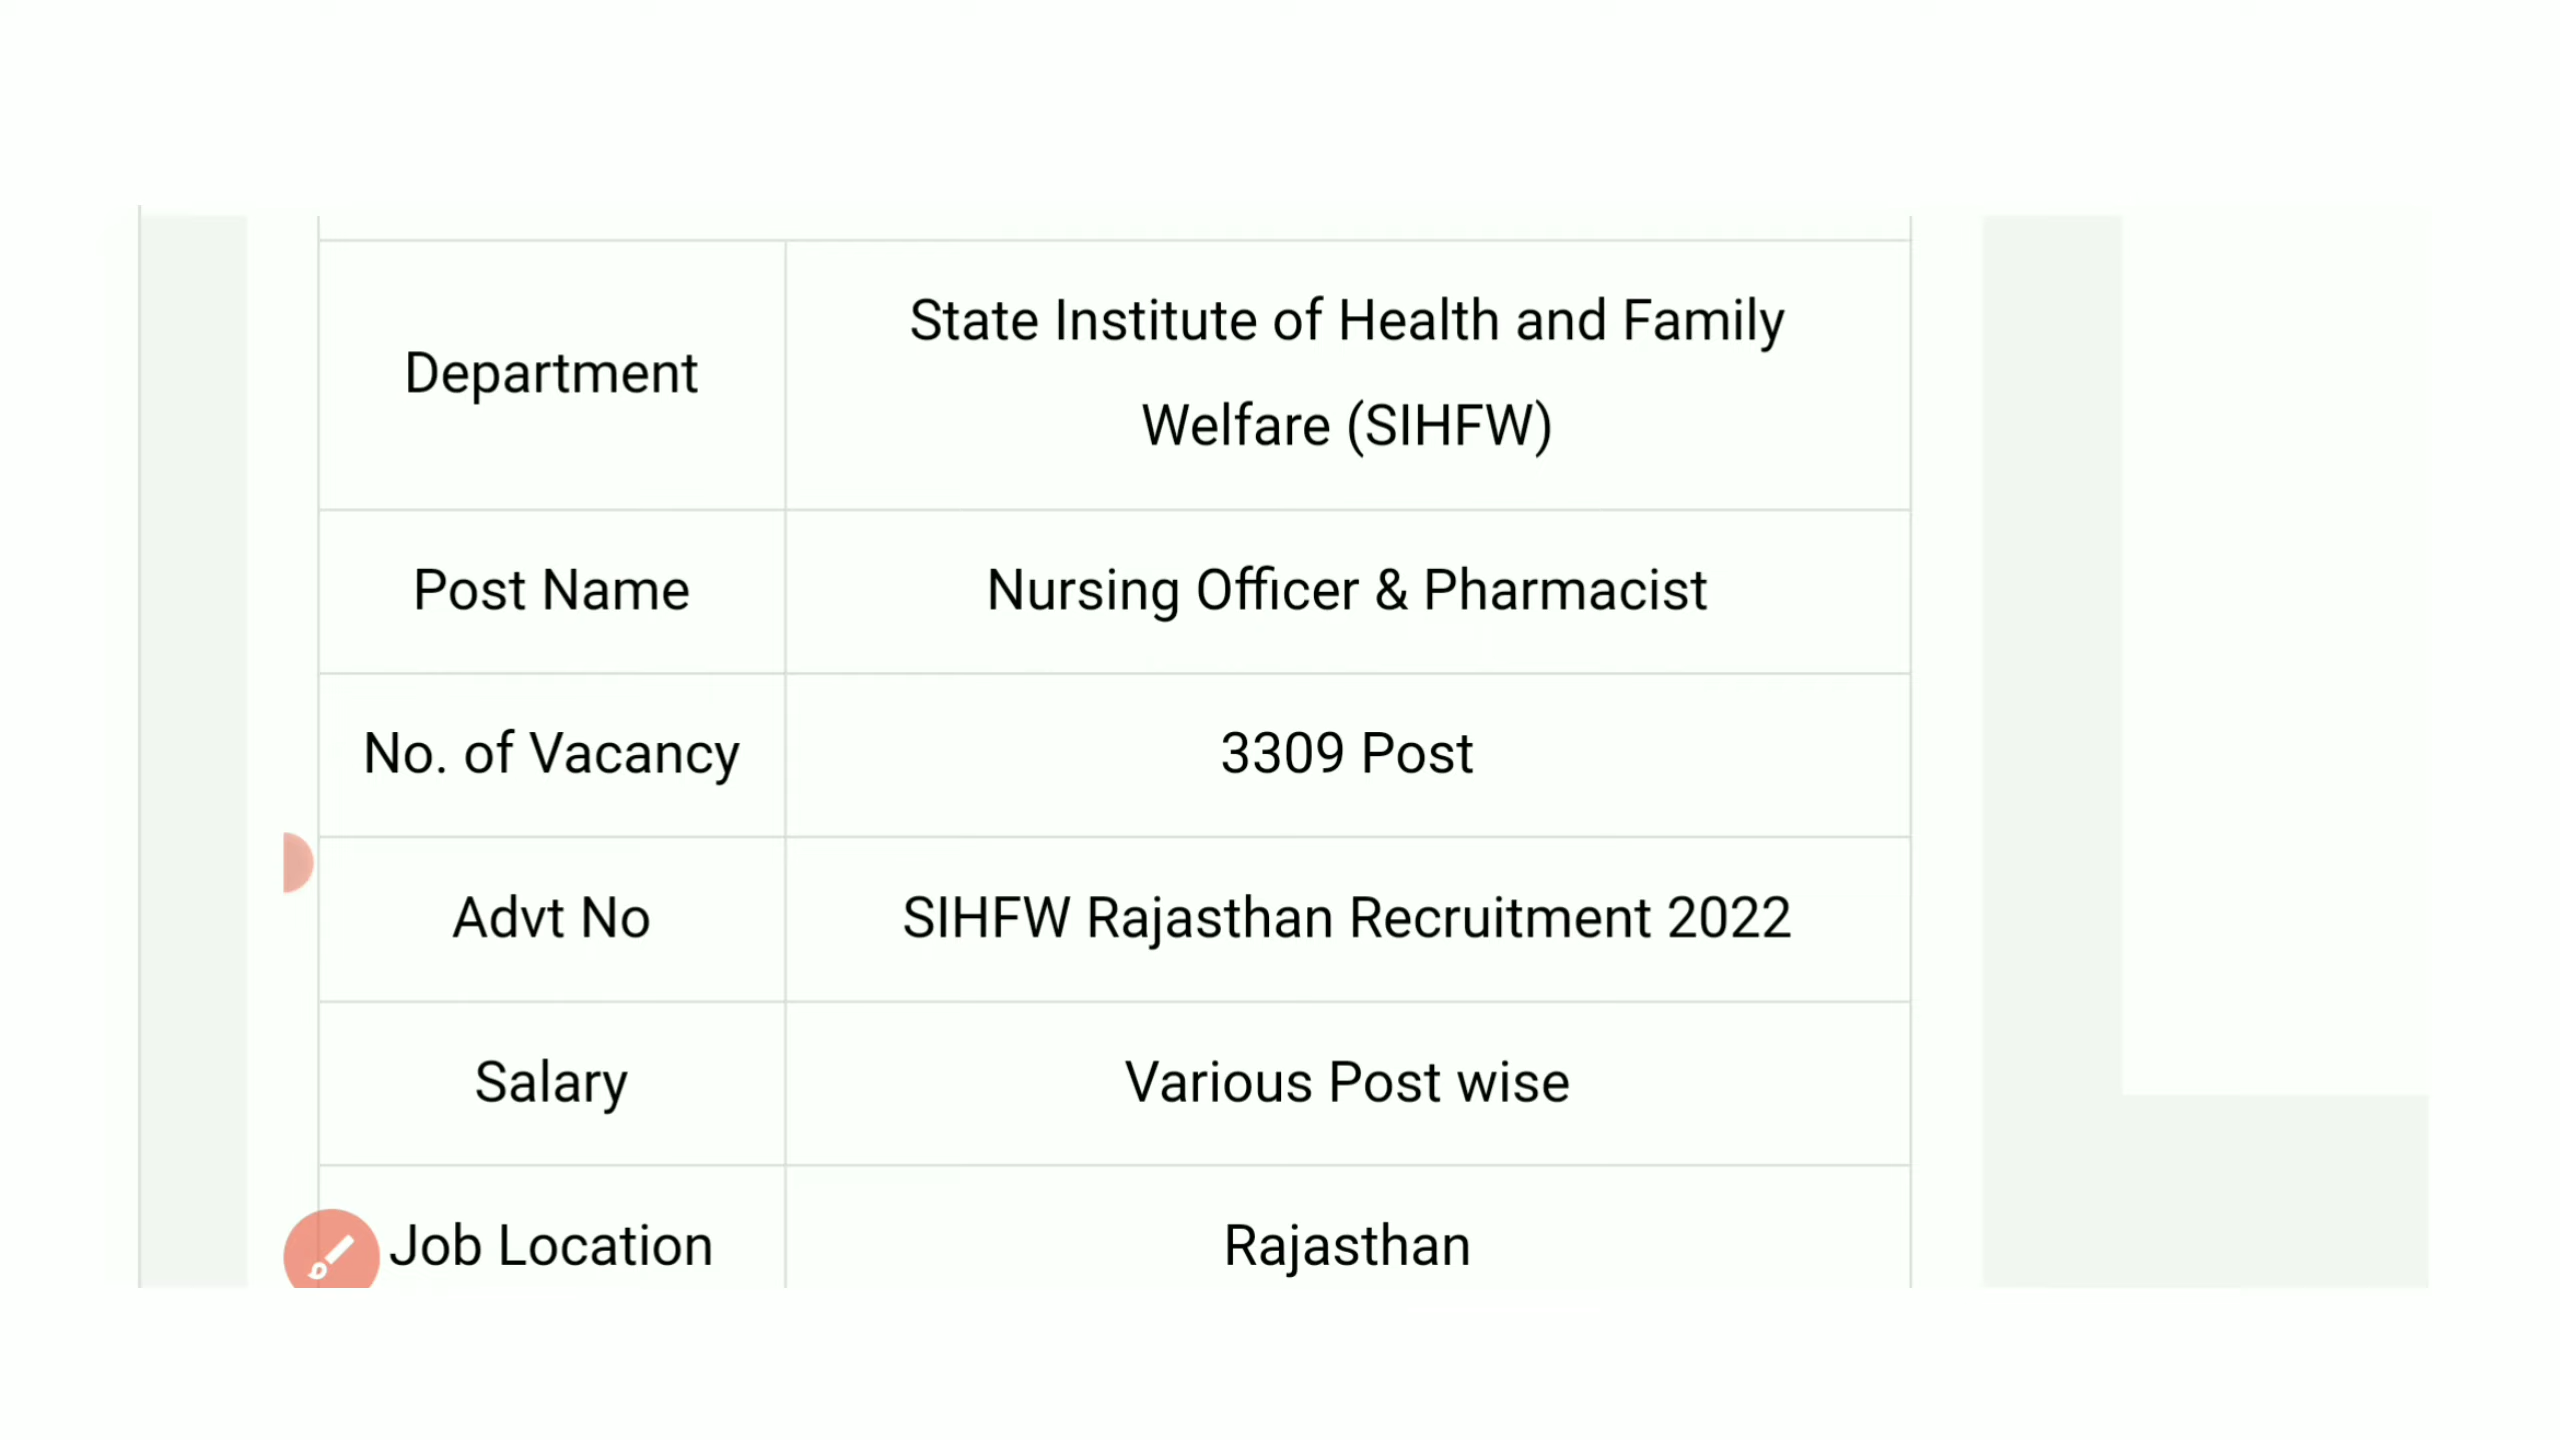 Department
State Institute of Health and Family
Welfare (SIHFW)
Post Name
Nursing Officer & Pharmacist
No. of Vacancy
3309 Post
Advt No
SIHFW Rajasthan Recruitment 2022
Salary
Various Post wise
Job Location
Rajasthan